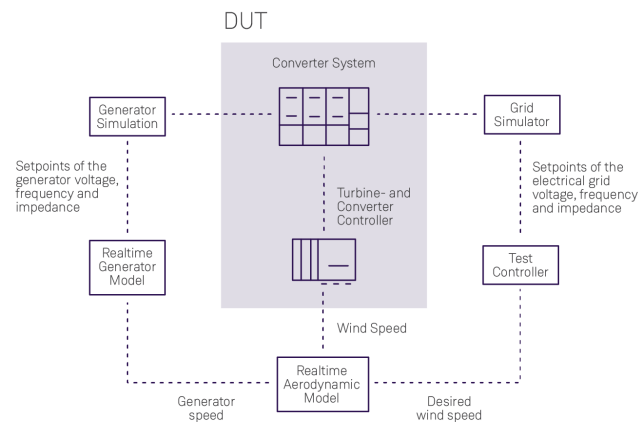 DUT
Converter System
Generator
Simulation
Grid
Simulator
Setpoints of the
generator voltage,
frequency and
impedance
Turbine- and
Converter
Controller
Setpoints of the
electrical grid
voltage, frequency
and impedance
Realtime
Generator
Model
Test
Controller
Wind Speed
Realtime
Aerodynamic
Model
Generator
speed
Desired
wind speed